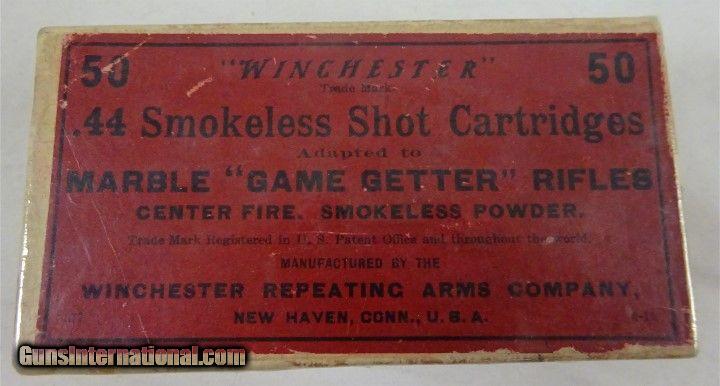 50 "WINCHESTER" 50
Trade Mark
.44 Smokeless Shot Cartridges
Adapted to
MARBLE "GAME GETTER" RIFLES
CENTER FIRE. SMOKELESS POWDER.
Trade Mark Registered in U. S. Patent Office and throughout the world.
MANUFACTURED BY THE
WINCHESTER REPEATING ARMS COMPANY,
NEW HAVEN, CONN., U. S. A.
GunsInternational.com